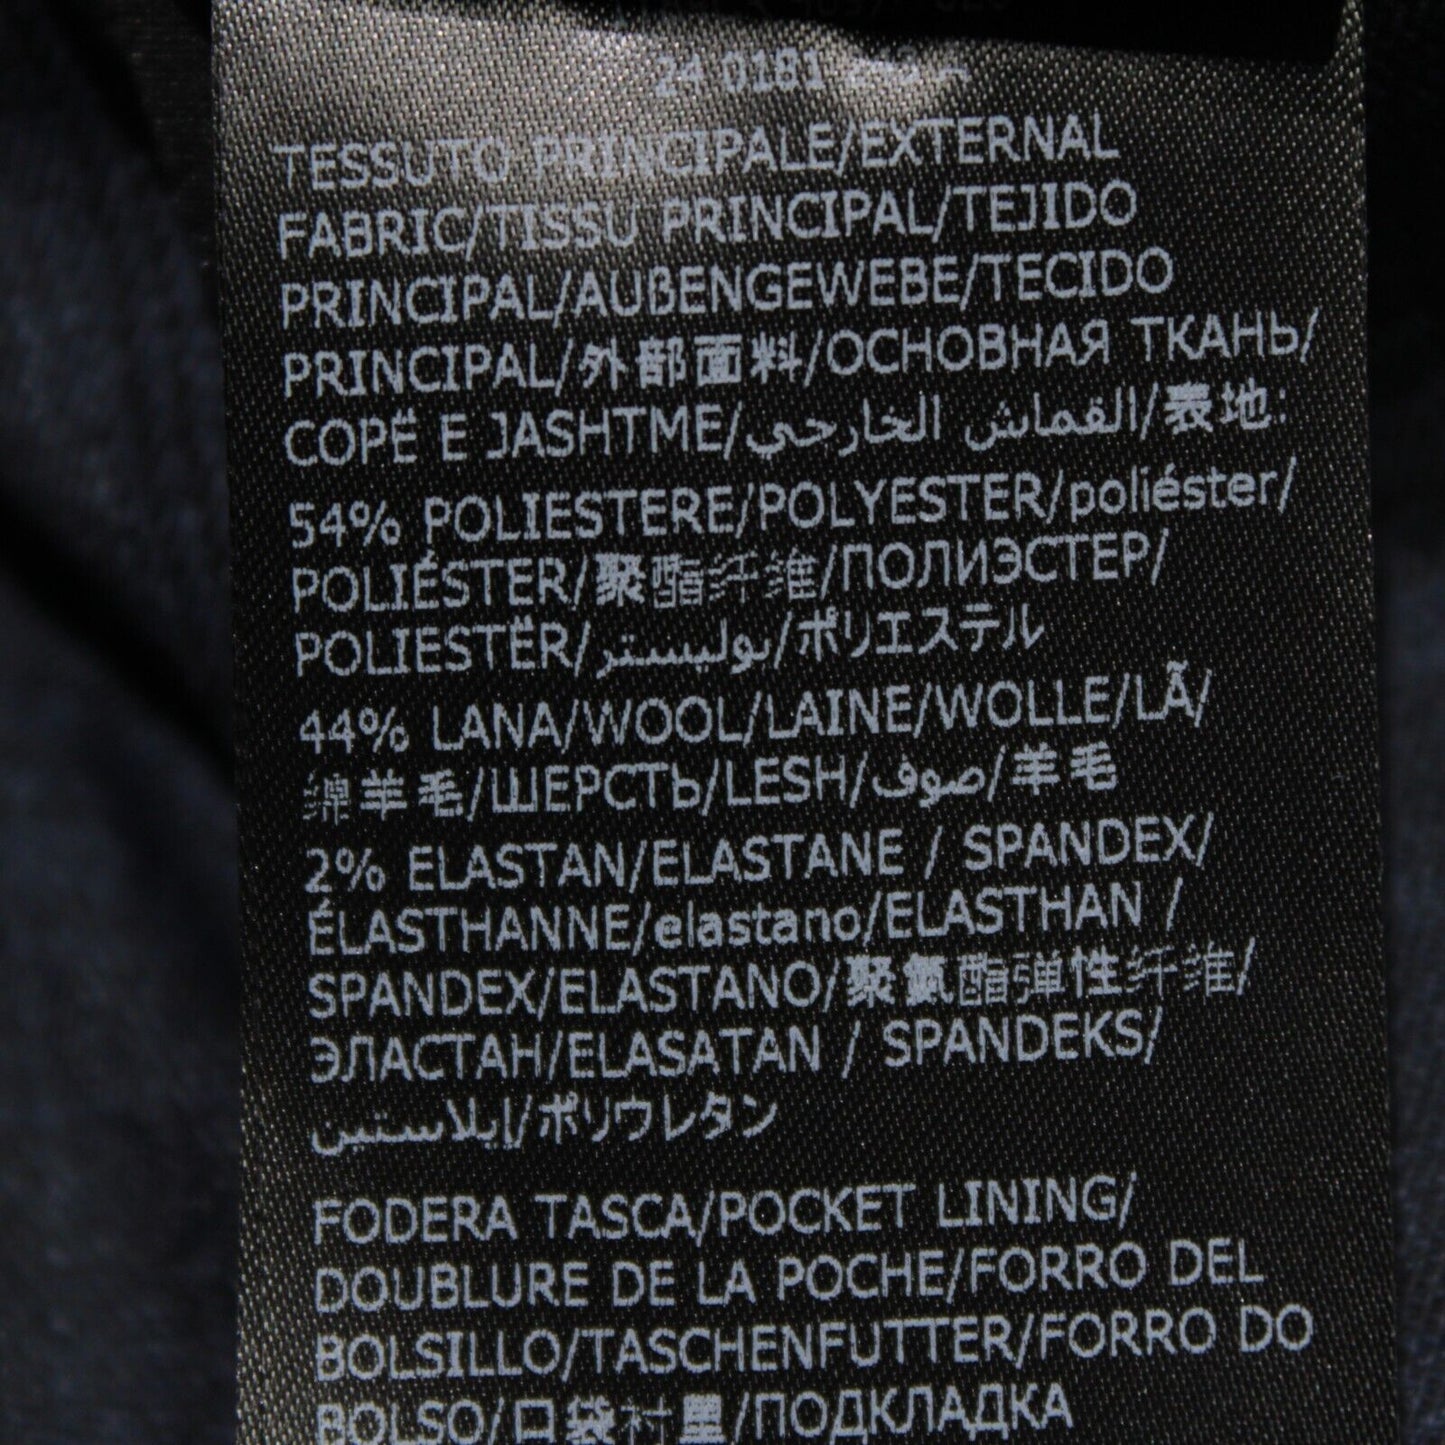 24 0181
TESSUTO PRINCIPALE/EXTERNAL
FABRIC/TISSU PRINCIPAL/TEJIDO
PRINCIPAL/AUßENGEWEBE/TECIDO
PRINCIPAL/外部面料/ОСНОВНАЯ ТКАНЬ/
COPË E JASHTME/القماش الخارجي/表地:
54% POLIESTERE/POLYESTER/poliéster/
POLIÉSTER/聚酯纤维/ПОЛИЭСТЕР/
POLIESTËR/بوليستر/ポリエステル
44% LANA/WOOL/LAINE/WOLLE/LÃ/
绵羊毛/ШЕРСТЬ/LESH/صوف/羊毛
2% ELASTAN/ELASTANE / SPANDEX/
ÉLASTHANNE/elastano/ELASTHAN /
SPANDEX/ELASTANO/聚氨酯弹性纤维/
ЭЛАСТАН/ELASATAN / SPANDEKS/
إيلاستين/ポリウレタン
FODERA TASCA/POCKET LINING/
DOUBLURE DE LA POCHE/FORRO DEL
BOLSILLO/TASCHENFUTTER/FORRO DO
BOLSO/口袋衬里/ПОДКЛАДКА